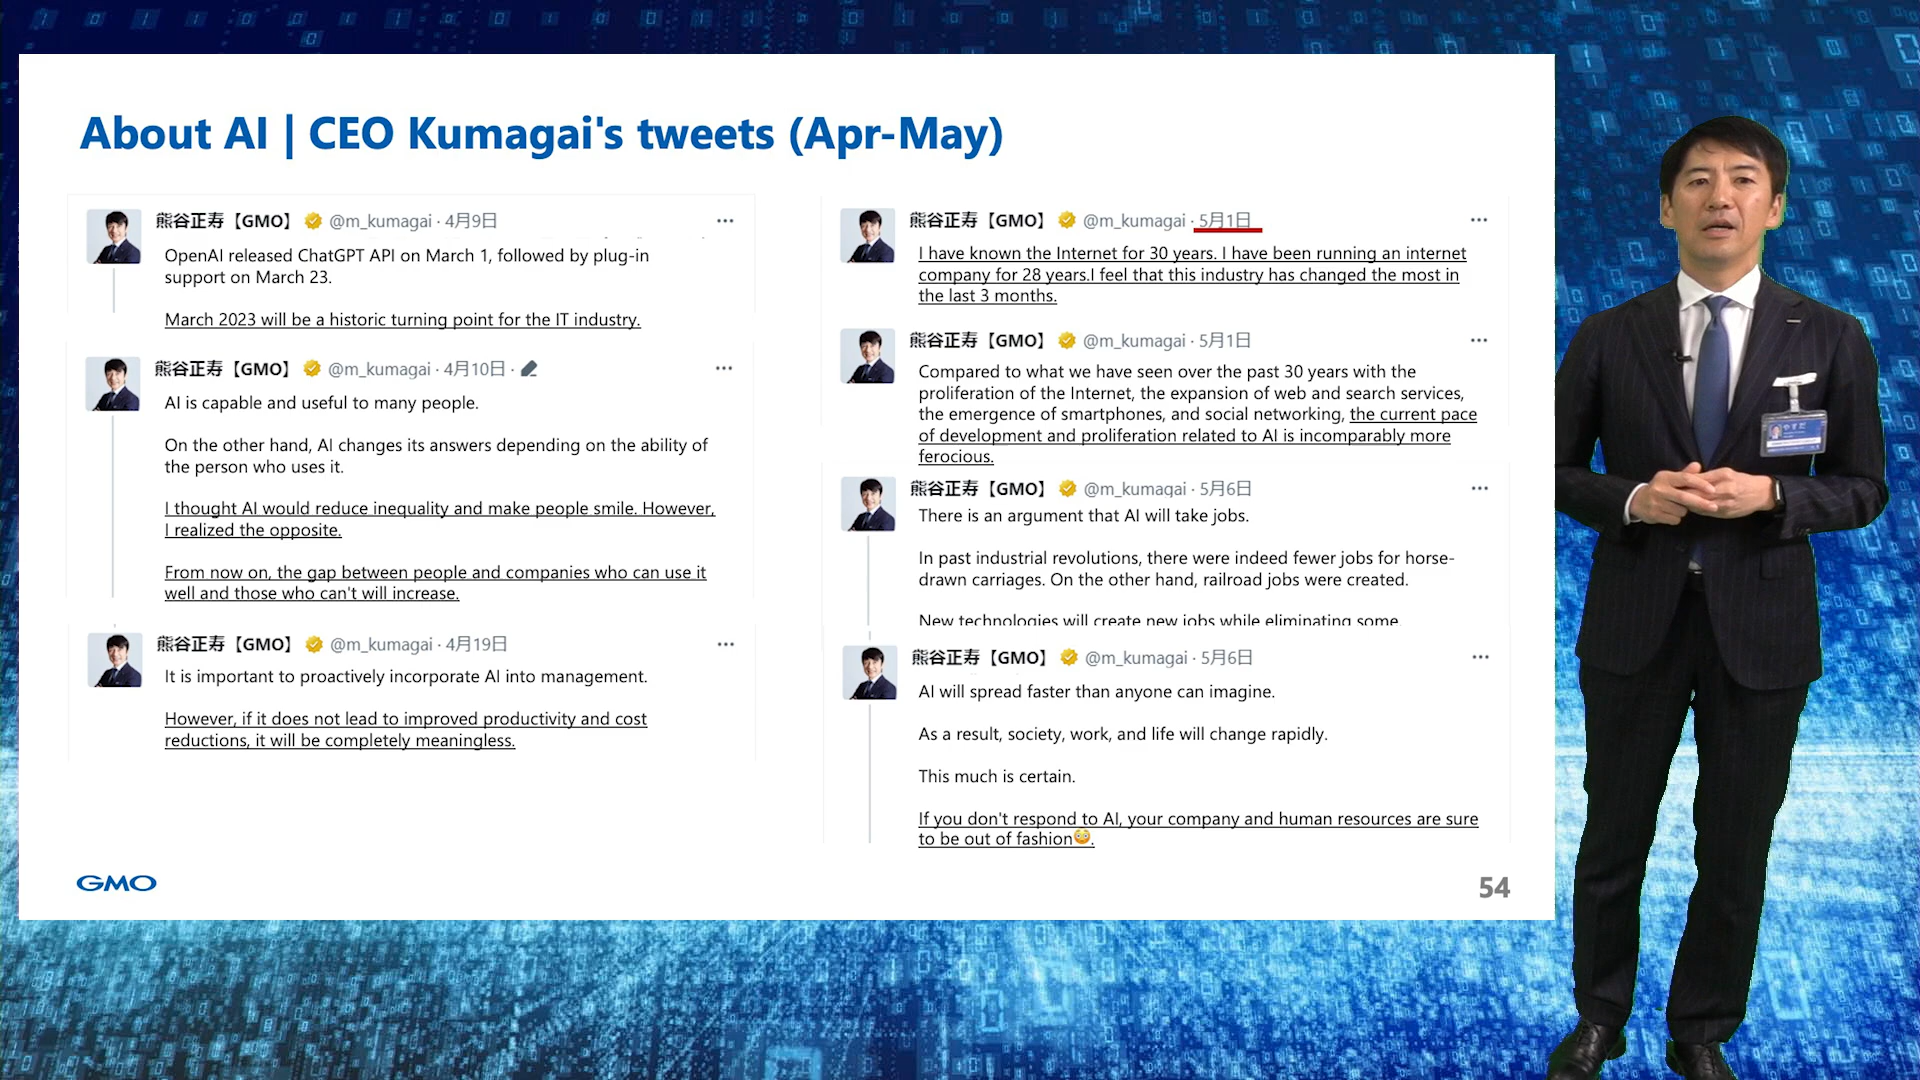 About AI | CEO Kumagai's tweets (Apr-May)
熊谷正寿【GMO】 @m_kumagai · 4月9日 ···
OpenAI released ChatGPT API on March 1, followed by plug-in
support on March 23.
March 2023 will be a historic turning point for the IT industry.
熊谷正寿【GMO】 @m_kumagai · 4月10日 · ···
AI is capable and useful to many people.
On the other hand, AI changes its answers depending on the ability of
the person who uses it.
I thought AI would reduce inequality and make people smile. However,
I realized the opposite.
From now on, the gap between people and companies who can use it
well and those who can't will increase.
熊谷正寿【GMO】 @m_kumagai · 4月19日 ···
It is important to proactively incorporate AI into management.
However, if it does not lead to improved productivity and cost
reductions, it will be completely meaningless.
熊谷正寿【GMO】 @m_kumagai · 5月1日 ···
I have known the Internet for 30 years. I have been running an internet
company for 28 years.I feel that this industry has changed the most in
the last 3 months.
熊谷正寿【GMO】 @m_kumagai · 5月1日 ···
Compared to what we have seen over the past 30 years with the
proliferation of the Internet, the expansion of web and search services,
the emergence of smartphones, and social networking, the current pace
of development and proliferation related to AI is incomparably more
ferocious.
熊谷正寿【GMO】 @m_kumagai · 5月6日 ···
There is an argument that AI will take jobs.
In past industrial revolutions, there were indeed fewer jobs for horse-
drawn carriages. On the other hand, railroad jobs were created.
New technologies will create new jobs while eliminating some.
熊谷正寿【GMO】 @m_kumagai · 5月6日 ···
AI will spread faster than anyone can imagine.
As a result, society, work, and life will change rapidly.
This much is certain.
If you don't respond to AI, your company and human resources are sure
to be out of fashion😳.
GMO
54
やすだ